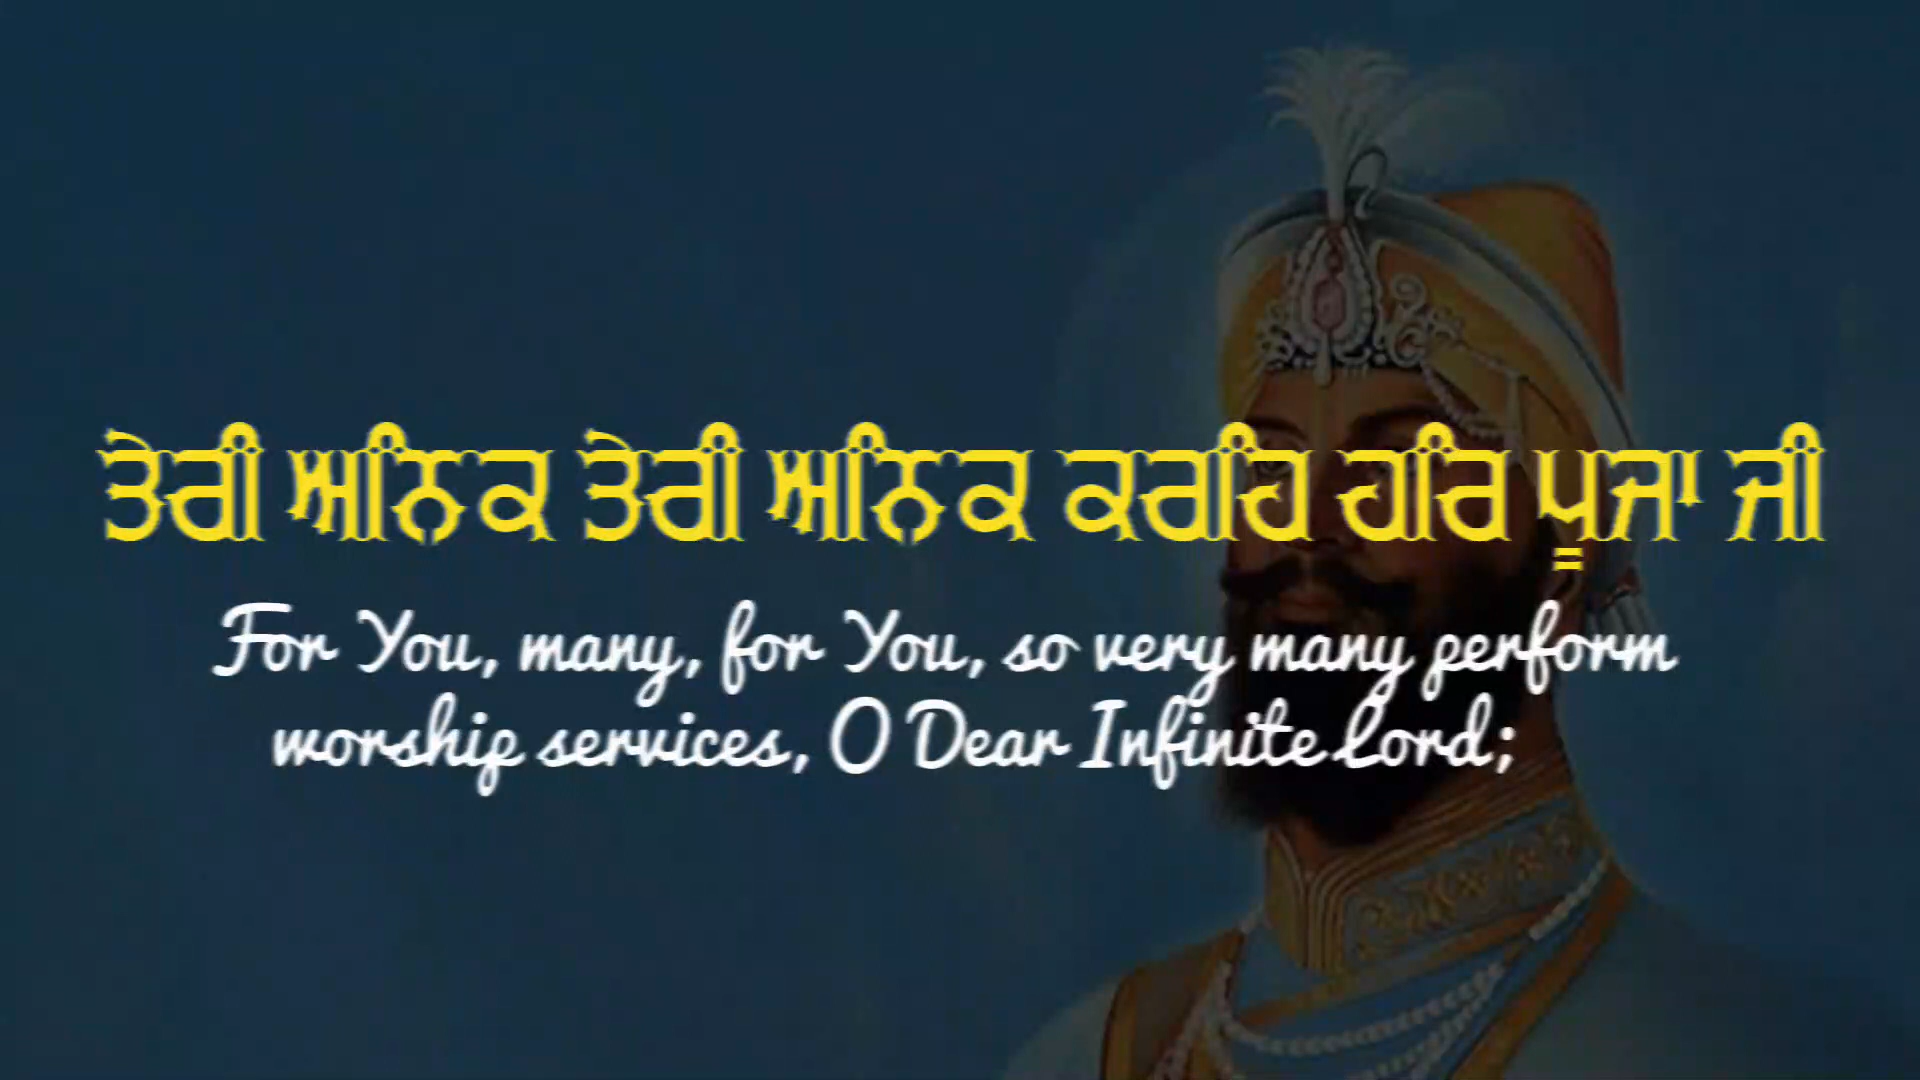 ਤੇਰੀ ਅਨਿਕ ਤੇਰੀ ਅਨਿਕ ਕਰਹਿ ਹਰਿ ਪੂਜਾ ਜੀ
For You, many, for You, so very many perform
worship services, O Dear Infinite Lord;